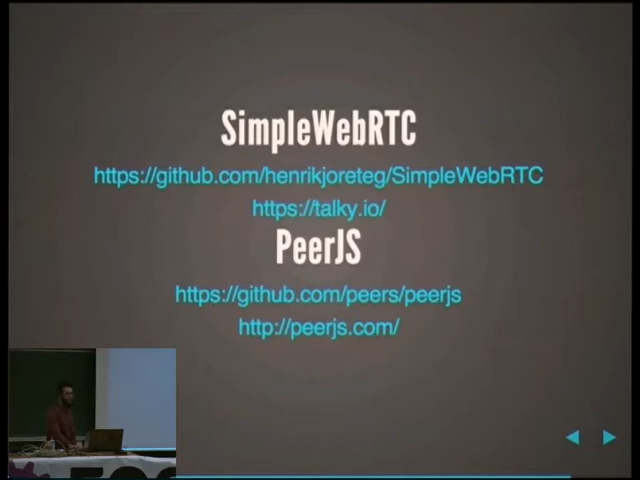 SimpleWebRTC
https://github.com/henrikjoreteg/SimpleWebRTC
https://talky.io/
PeerJS
https://github.com/peers/peerjs
http://peerjs.com/